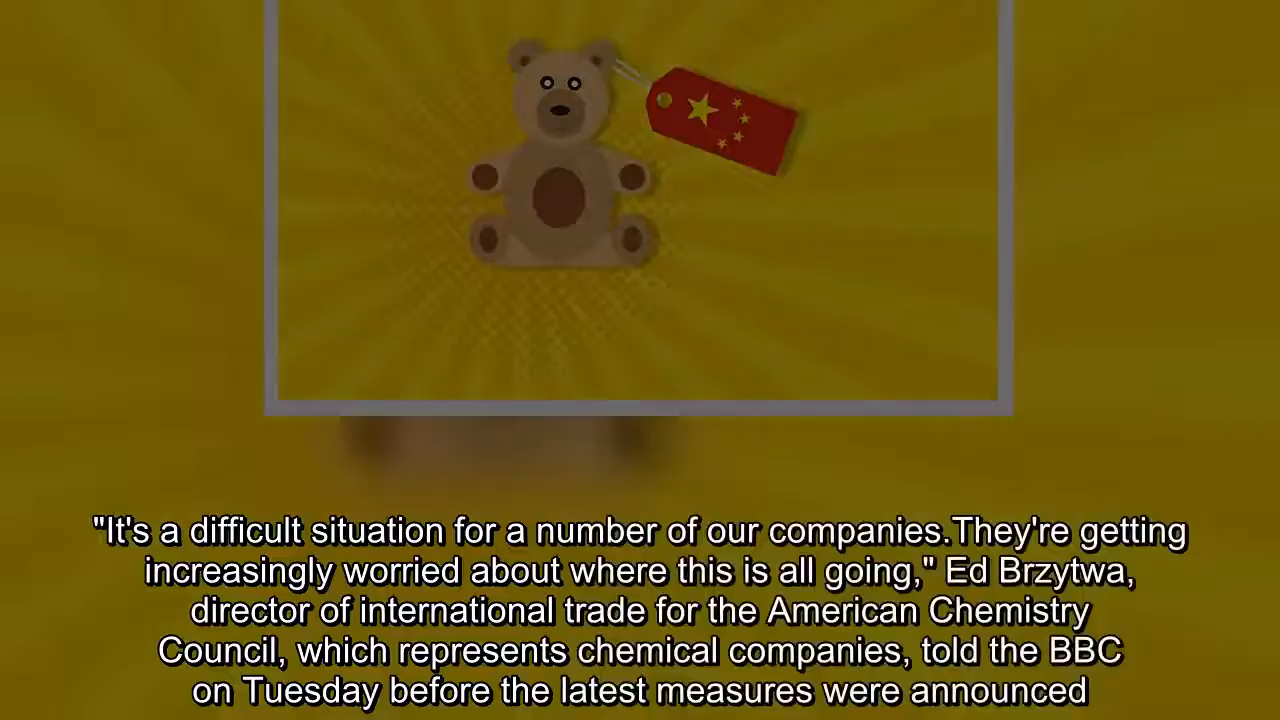 "It's a difficult situation for a number of our companies.They're getting
increasingly worried about where this is all going," Ed Brzytwa,
director of international trade for the American Chemistry
Council, which represents chemical companies, told the BBC
on Tuesday before the latest measures were announced